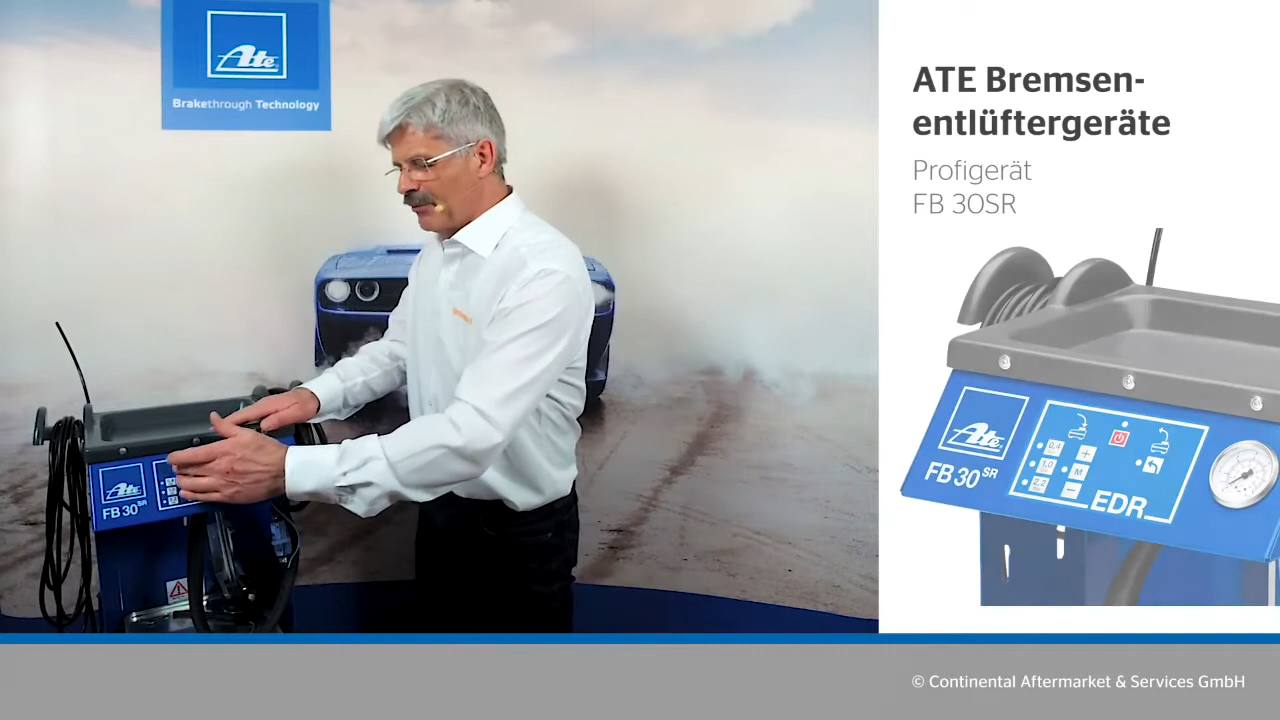 Ate
Brakethrough Technology
Ate
FB 30SR
ATE Bremsen-
entlüftergeräte
Profigerät
FB 30SR
Ate
FB 30SR
0,4
1,0
2,2
+
M
−
EDR
© Continental Aftermarket & Services GmbH